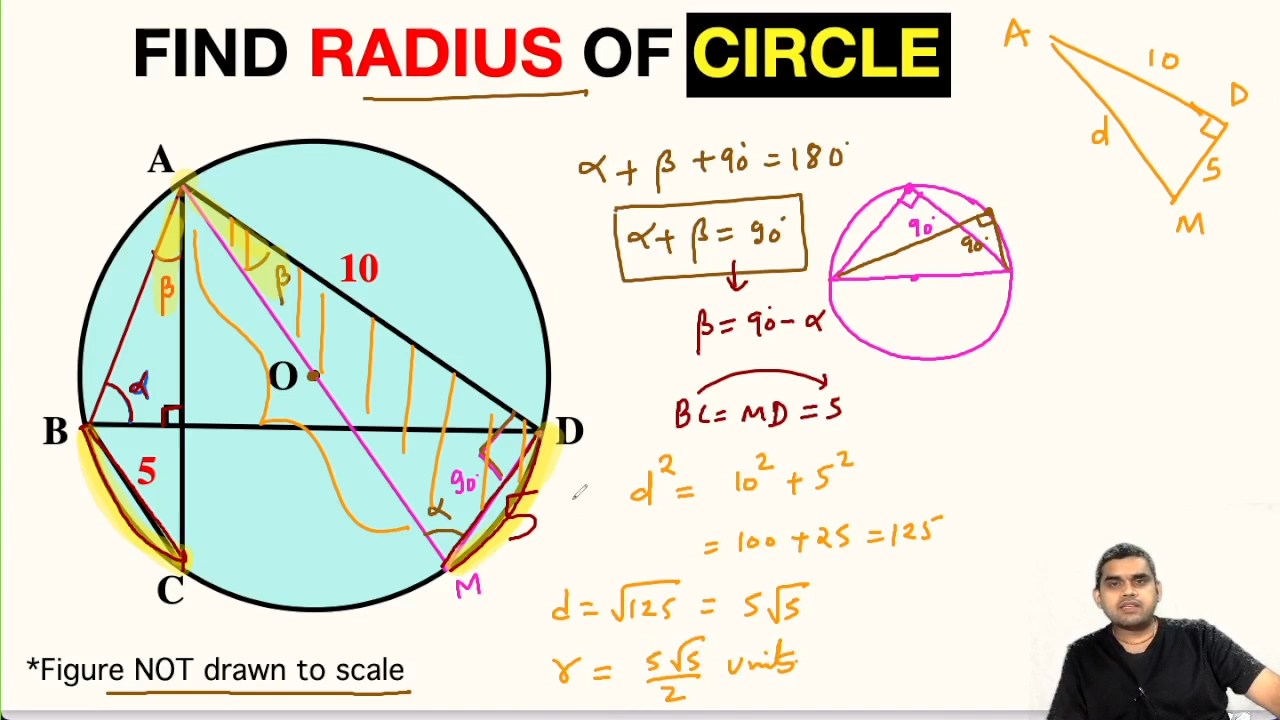 FIND RADIUS OF CIRCLE
A
10
D
d
5
M
A
α + β + 90° = 180°
α + β = 90°
90°
90°
β
β
10
β = 90° - α
O
α
BC = MD = 5
B
D
5
90°
α
5
d² = 10² + 5²
= 100 + 25 = 125
C
M
d = √125 = 5√5
r = 5√5/2 units
*Figure NOT drawn to scale